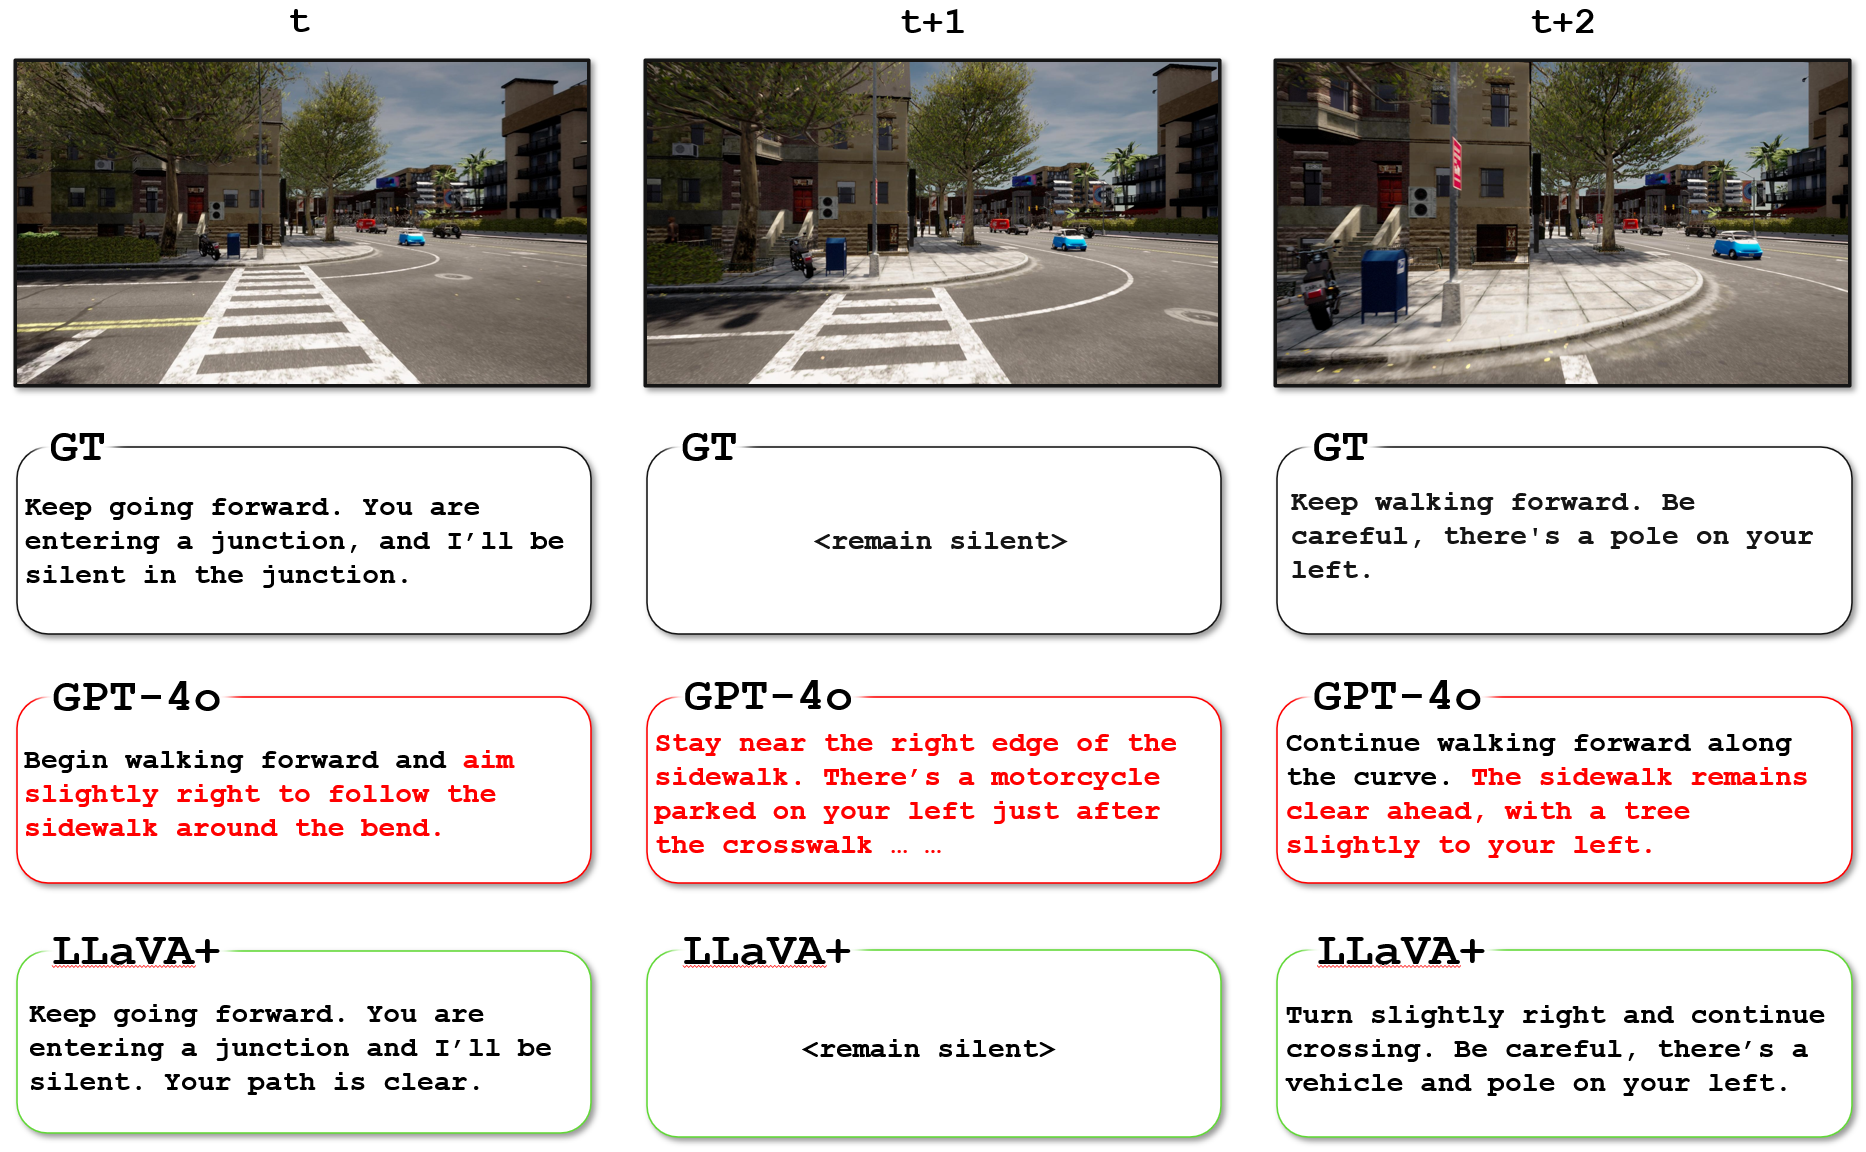 t
t+1
t+2
GT
Keep going forward. You are
entering a junction, and I’ll be
silent in the junction.
GT
<remain silent>
GT
Keep walking forward. Be
careful, there's a pole on your
left.
GPT-4o
Begin walking forward and aim
slightly right to follow the
sidewalk around the bend.
GPT-4o
Stay near the right edge of the
sidewalk. There’s a motorcycle
parked on your left just after
the crosswalk … …
GPT-4o
Continue walking forward along
the curve. The sidewalk remains
clear ahead, with a tree
slightly to your left.
LLaVA+
Keep going forward. You are
entering a junction and I’ll be
silent. Your path is clear.
LLaVA+
<remain silent>
LLaVA+
Turn slightly right and continue
crossing. Be careful, there’s a
vehicle and pole on your left.